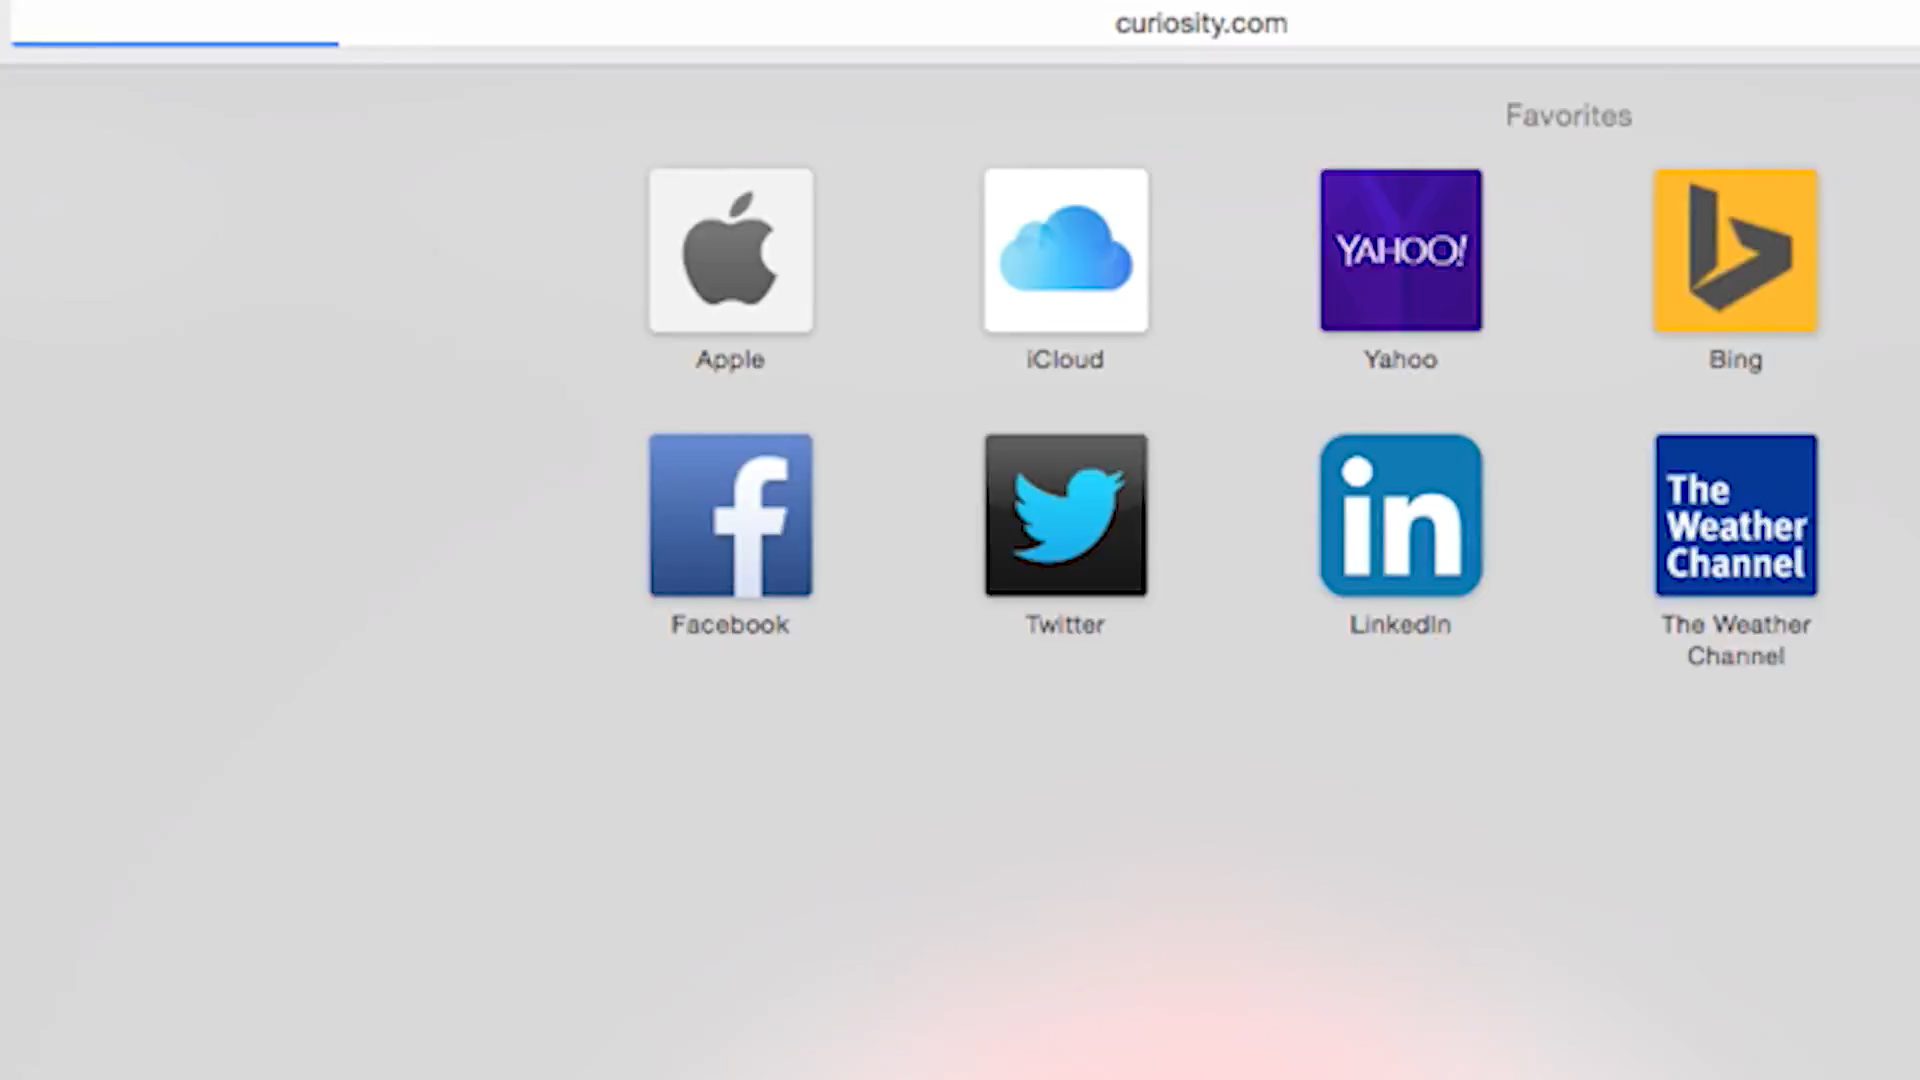 curiosity.com
Favorites
YAHOO!
Apple
iCloud
Yahoo
Bing
f
in
The
Weather
Channel
Facebook
Twitter
LinkedIn
The Weather
Channel